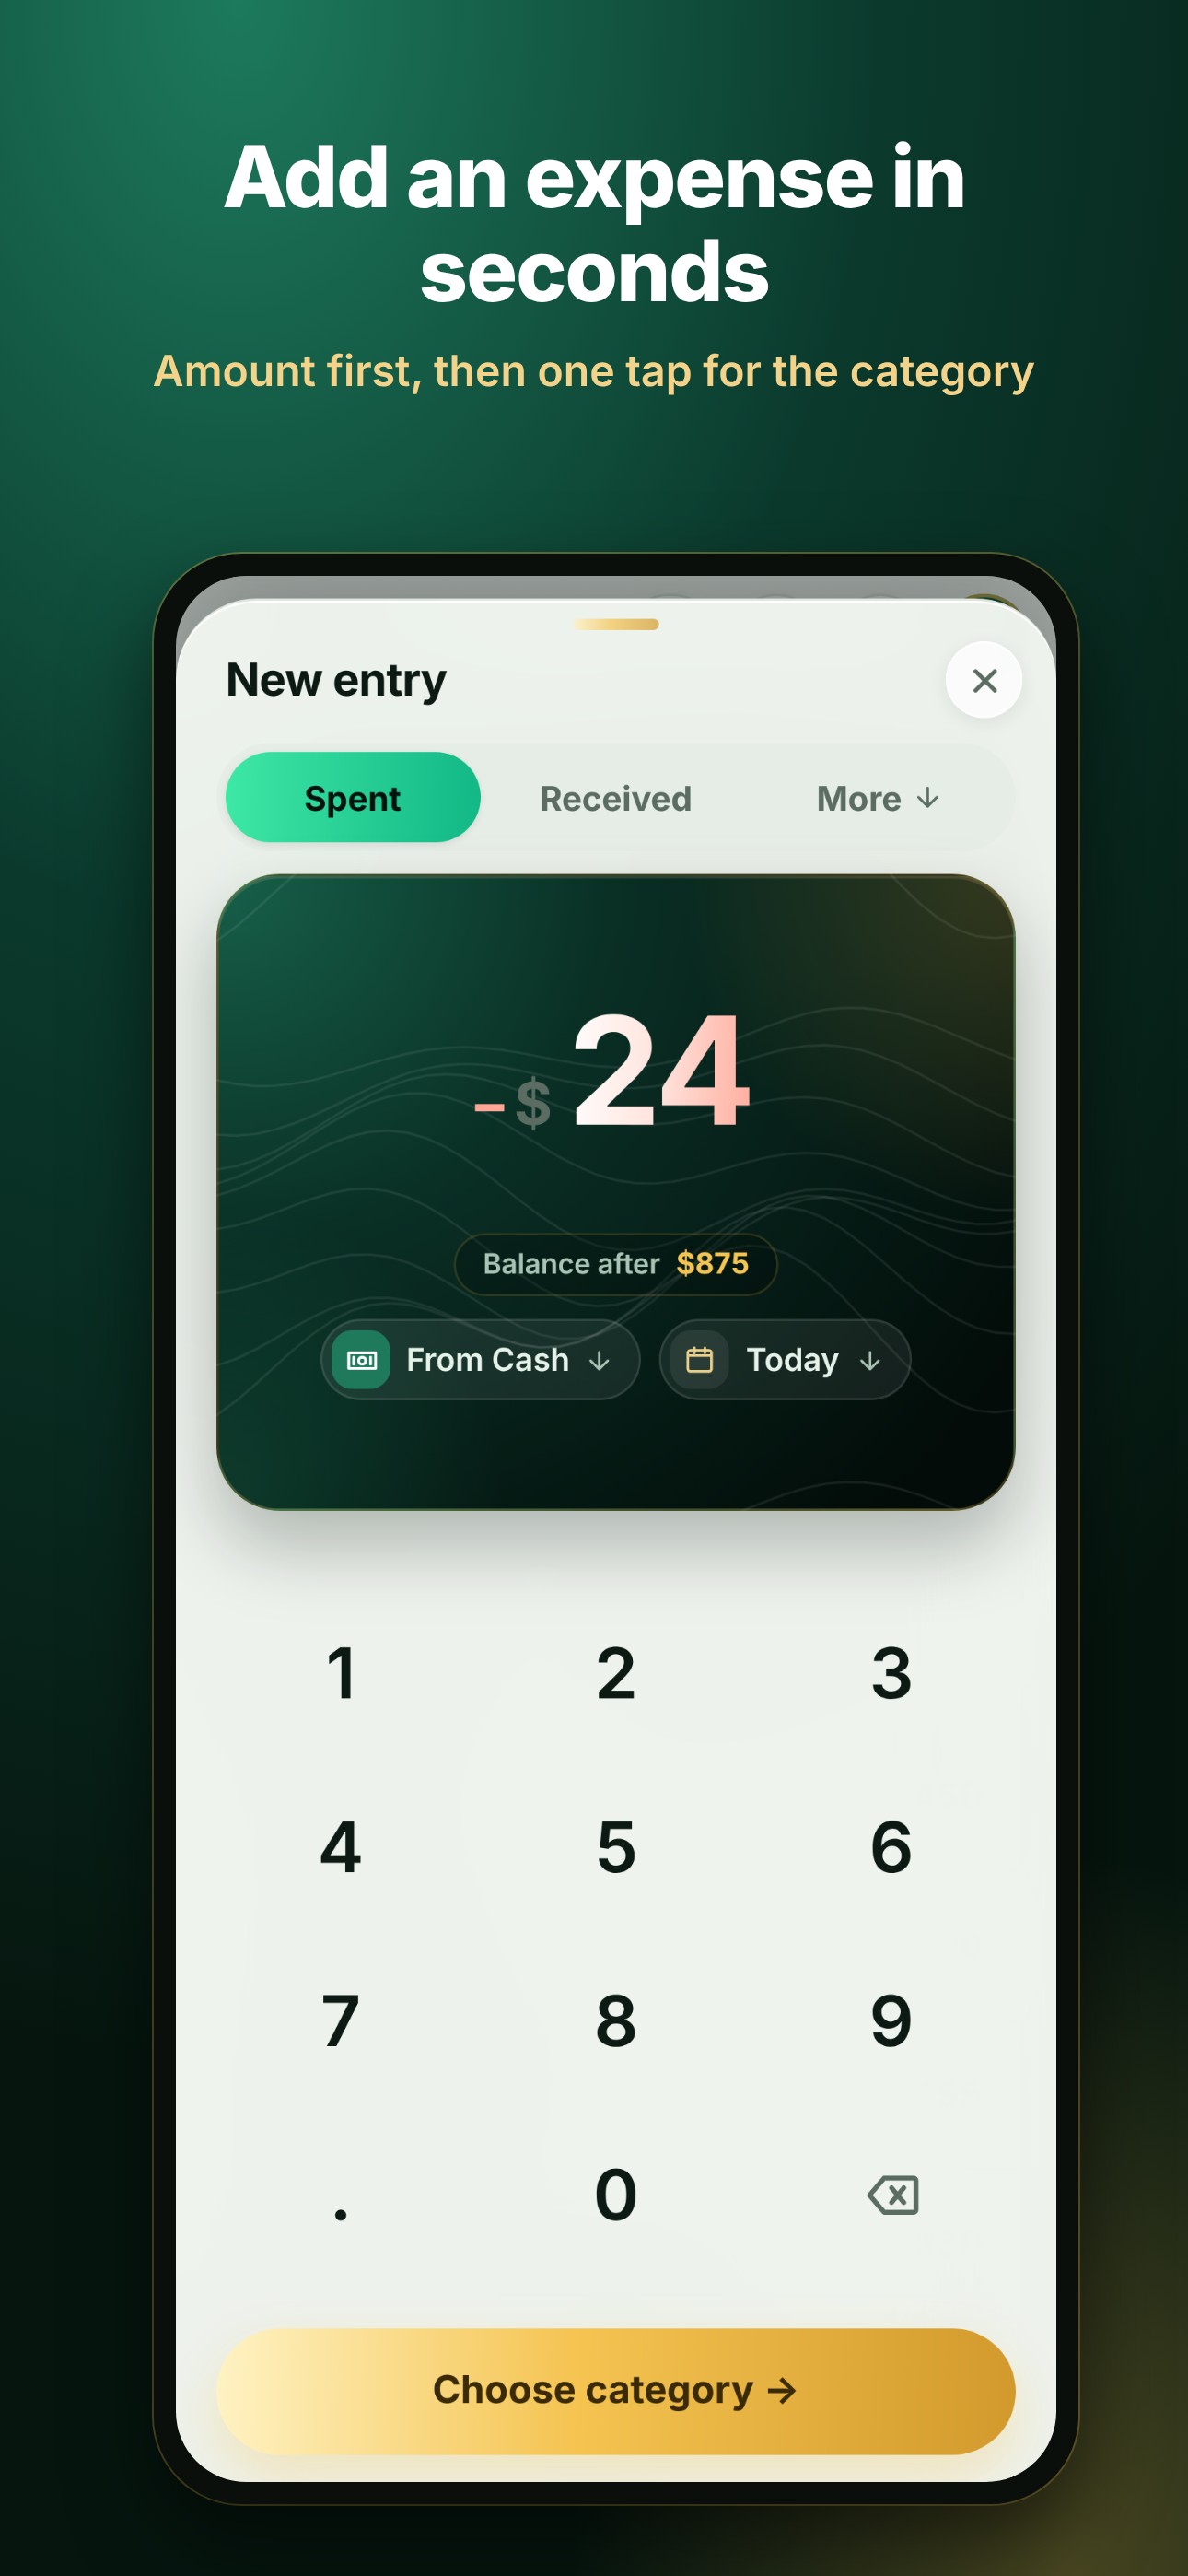 Add an expense in
seconds
Amount first, then one tap for the category
New entry
Spent Received More ↓
-$ 24
Balance after $875
From Cash ↓ Today ↓
1 2 3
4 5 6
7 8 9
. 0
Choose category →